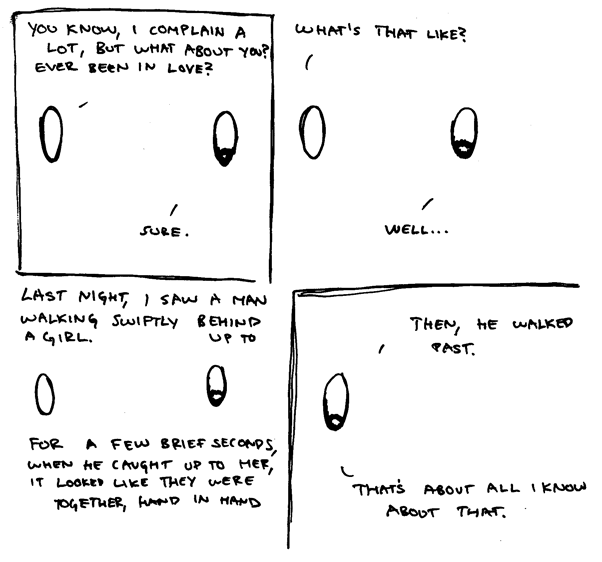 YOU KNOW, I COMPLAIN A
LOT, BUT WHAT ABOUT YOU?
EVER BEEN IN LOVE?
SURE.
WHAT'S THAT LIKE?
WELL...
LAST NIGHT, I SAW A MAN
WALKING SWIFTLY BEHIND
A GIRL. UP TO
FOR A FEW BRIEF SECONDS,
WHEN HE CAUGHT UP TO HER,
IT LOOKED LIKE THEY WERE
TOGETHER, HAND IN HAND
THEN, HE WALKED
PAST.
THAT'S ABOUT ALL I KNOW
ABOUT THAT.